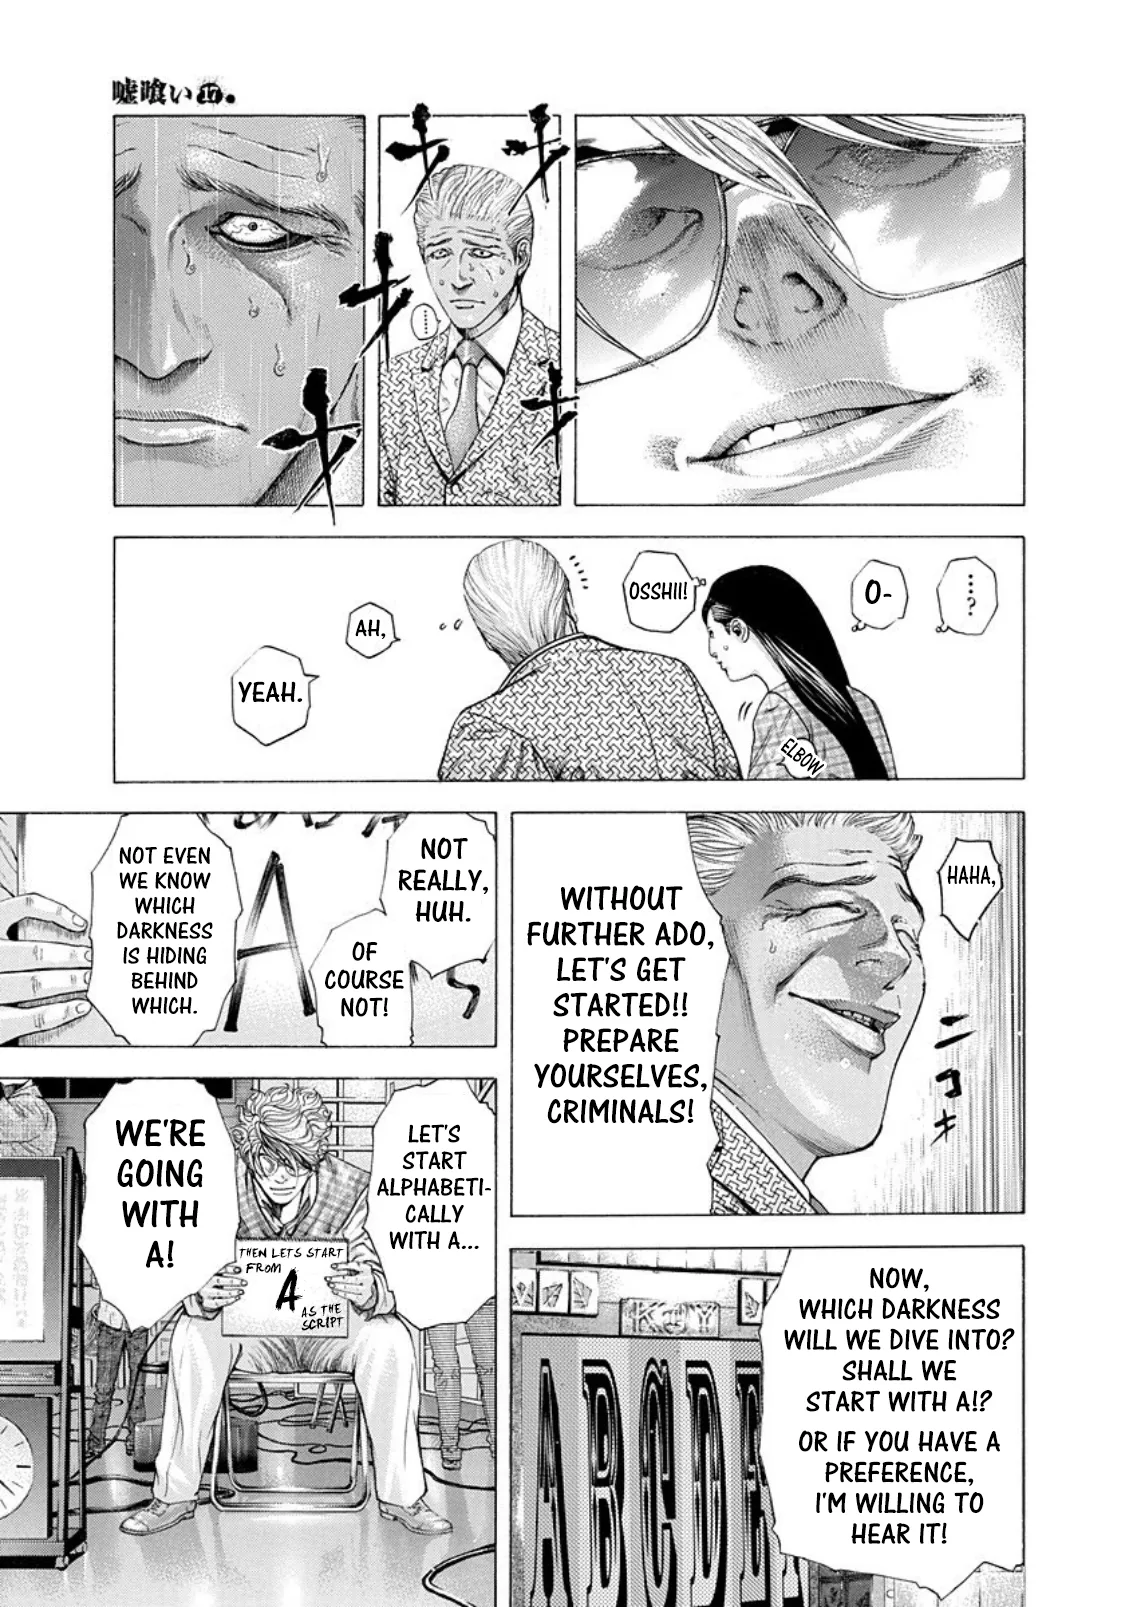 嘘喰い
キ
キ
キ
キ
キ
……
…
?
O-
OSSHII!
AH,
YEAH.
ELBOW
HAHA,
ニコ
キ
WITHOUT
FURTHER ADO,
LET'S GET
STARTED!!
PREPARE
YOURSELVES,
CRIMINALS!
NOT
REALLY,
HUH.
OF
COURSE
NOT!
A
S
NOT EVEN
WE KNOW
WHICH
DARKNESS
IS HIDING
BEHIND
WHICH.
NOW,
WHICH DARKNESS
WILL WE DIVE INTO?
SHALL WE
START WITH A!?
OR IF YOU HAVE A
PREFERENCE,
I'M WILLING TO
HEAR IT!
A B C D E
LET'S
START
ALPHABETI-
CALLY
WITH A...
THEN LETS START
FROM
A
AS THE
SCRIPT
WE'RE
GOING
WITH
A!